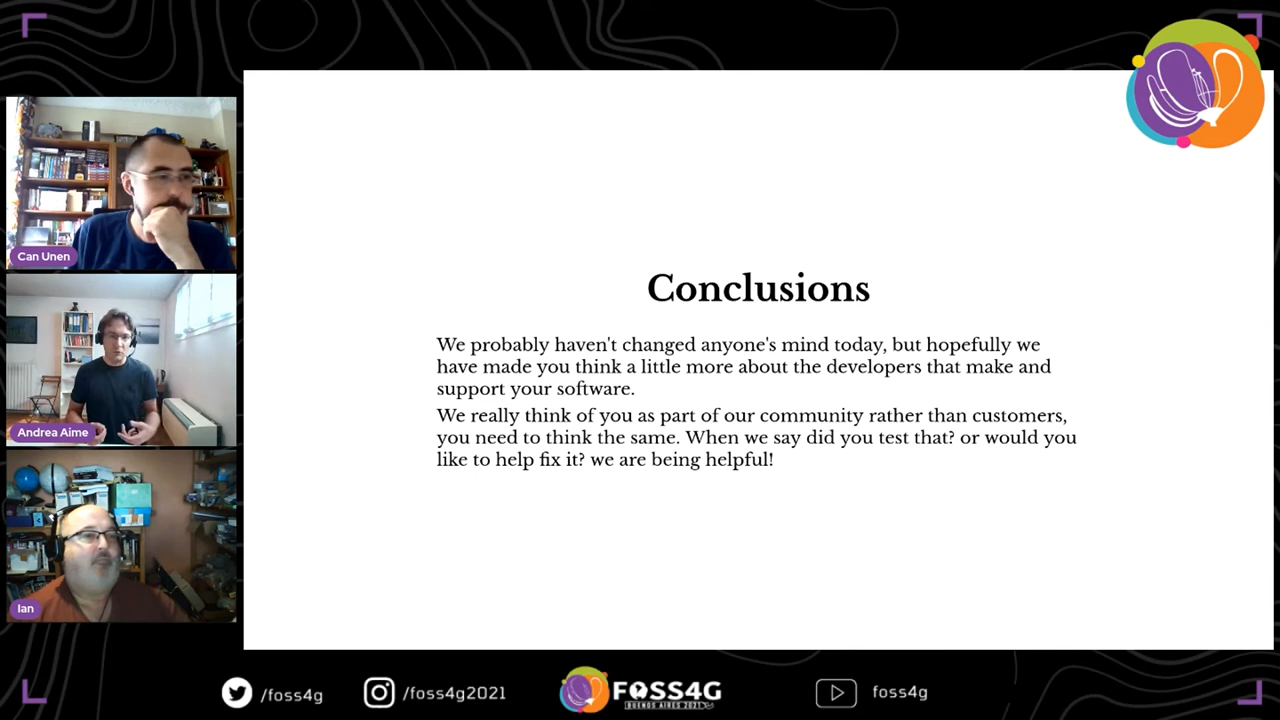 Can Unen
Andrea Aime
Ian
Conclusions
We probably haven't changed anyone's mind today, but hopefully we
have made you think a little more about the developers that make and
support your software.
We really think of you as part of our community rather than customers,
you need to think the same. When we say did you test that? or would you
like to help fix it? we are being helpful!
/foss4g
/foss4g2021
FOSS4G
BUENOS AIRES 2021
foss4g